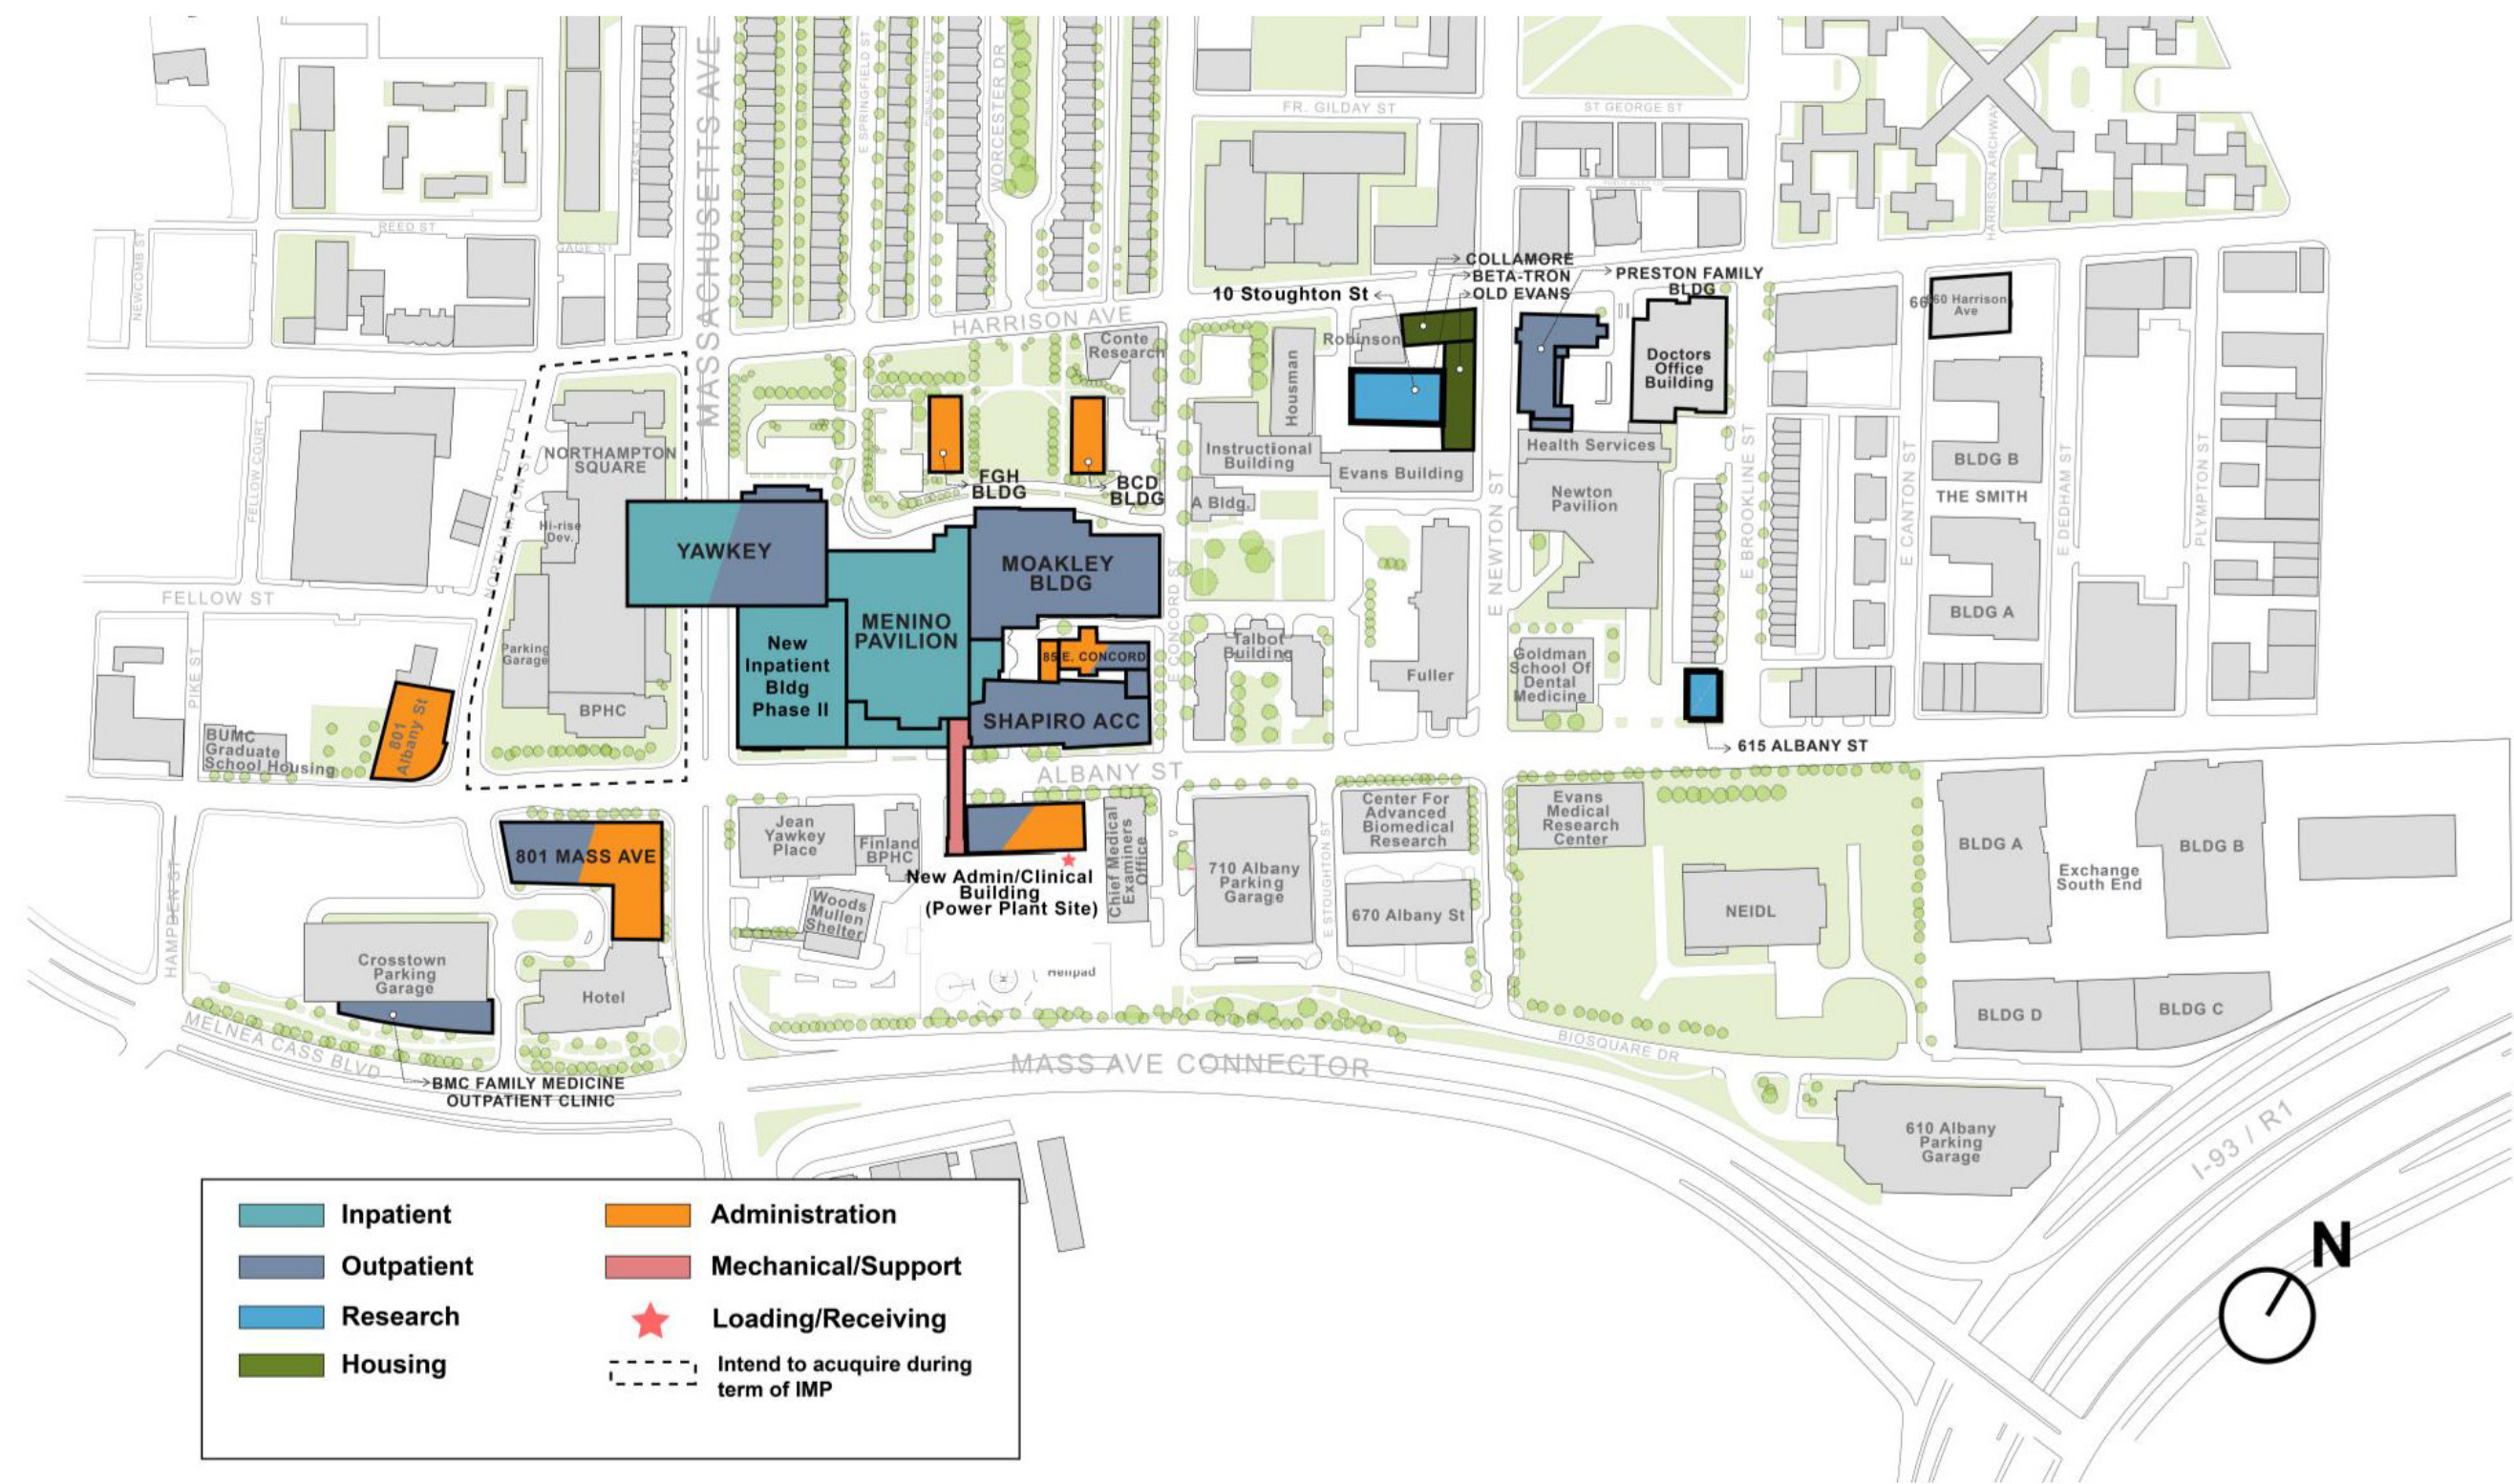 MASSACHUSETTS AVE
E SPRINGFIELD ST
WORCESTER DR
FR. GILDAY ST
ST GEORGE ST
HARRISON ARCHWAY
REED ST
GAGE ST
NEWCOMB ST
COLLAMORE
BETA-TRON
OLD EVANS
PRESTON FAMILY
BLDG
10 Stoughton St
HARRISON AVE
660 Harrison
Ave
Conte
Research
Robinson
Housman
Doctors
Office
Building
Instructional
Building
Evans Building
Health Services
NORTHAMPTON
SQUARE
FELLOW COURT
FGH
BLDG
BCD
BLDG
A Bldg.
Newton
Pavilion
E NEWTON ST
E BROOKLINE ST
E CANTON ST
BLDG B
THE SMITH
E DEDHAM ST
PLYMPTON ST
Hi-rise
Dev.
YAWKEY
MOAKLEY
BLDG
E CONCORD ST
FELLOW ST
BLDG A
MENINO
PAVILION
New
Inpatient
Bldg
Phase II
85 E. CONCORD
Talbot
Building
Fuller
Goldman
School Of
Dental
Medicine
Parking
Garage
PIKE ST
BPHC
SHAPIRO ACC
801
Albany St
BUMC
Graduate
School Housing
615 ALBANY ST
ALBANY ST
Jean
Yawkey
Place
Finland
BPHC
Chief Medical
Examiners
Office
Center For
Advanced
Biomedical
Research
Evans
Medical
Research
Center
BLDG A
BLDG B
Exchange
South End
801 MASS AVE
710 Albany
Parking
Garage
E STOUGHTON ST
670 Albany St
NEIDL
New Admin/Clinical
Building
(Power Plant Site)
Woods
Mullen
Shelter
HAMPDEN ST
Crosstown
Parking
Garage
Hotel
Helipad
BLDG D
BLDG C
MELNEA CASS BLVD
BIOSQUARE DR
MASS AVE CONNECTOR
BMC FAMILY MEDICINE
OUTPATIENT CLINIC
610 Albany
Parking
Garage
I-93 / R1
Inpatient
Outpatient
Research
Housing
Administration
Mechanical/Support
Loading/Receiving
Intend to acuquire during
term of IMP
N